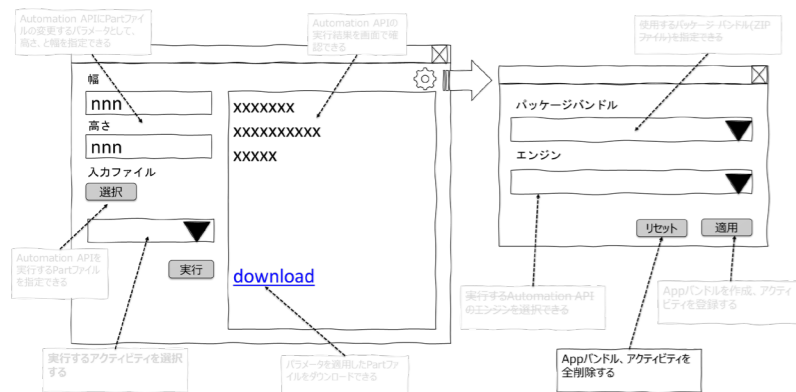 Automation APIにPartファイ
ルの変更するパラメータとして、
高さ、と幅を指定できる
Automation APIの
実行結果を画面で確
認できる
使用するパッケージ バンドル(ZIP
ファイル)を指定できる
幅
nnn
高さ
nnn
入力ファイル
選択
実行
xxxxxxx
xxxxxxxxxx
xxxxx
download
パッケージバンドル
エンジン
リセット
適用
Automation APIを
実行するPartファイル
を指定できる
実行するアクティビティを選択
する
パラメータを適用したPartファ
イルをダウンロードできる
実行するAutomation API
のエンジンを選択できる
Appバンドルを作成、アクティ
ビティを登録する
Appバンドル、アクティビティを
全削除する